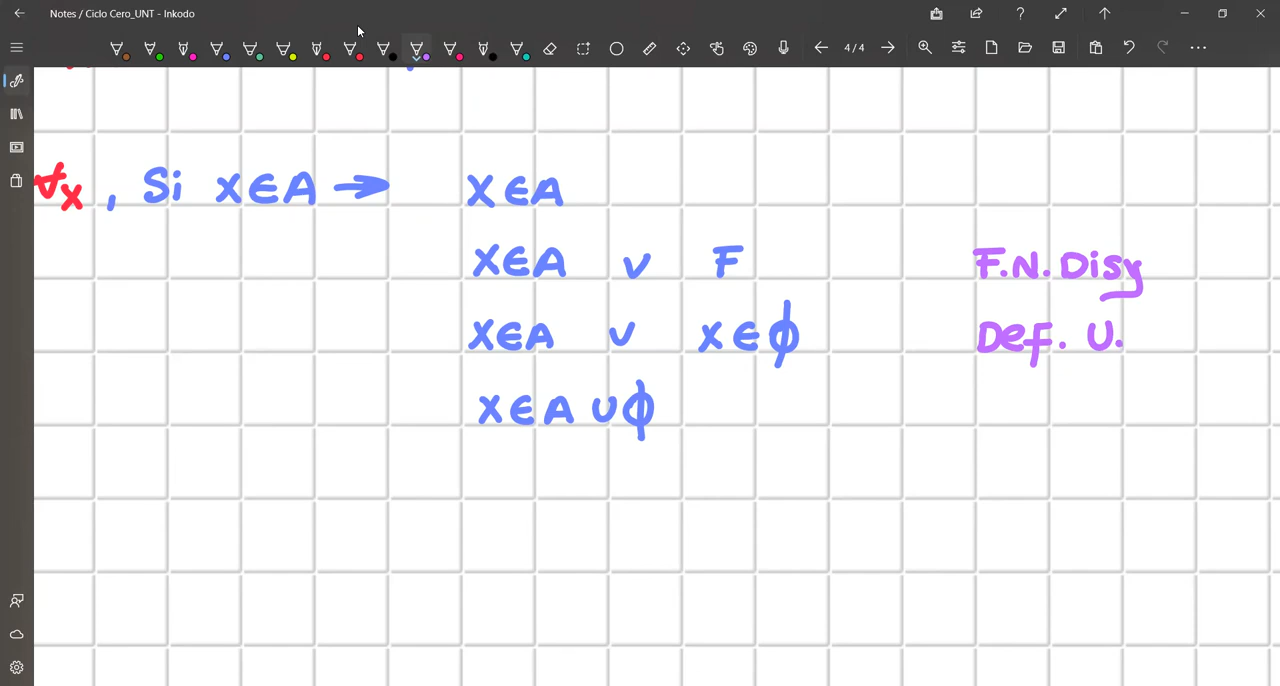 Notes / Ciclo Cero_UNT - Inkodo
4/4
∀x, Si x∈A → x∈A
x∈A ∨ F F.N.Disy
x∈A ∨ x∈ϕ Def. U.
x∈A ∪ϕ